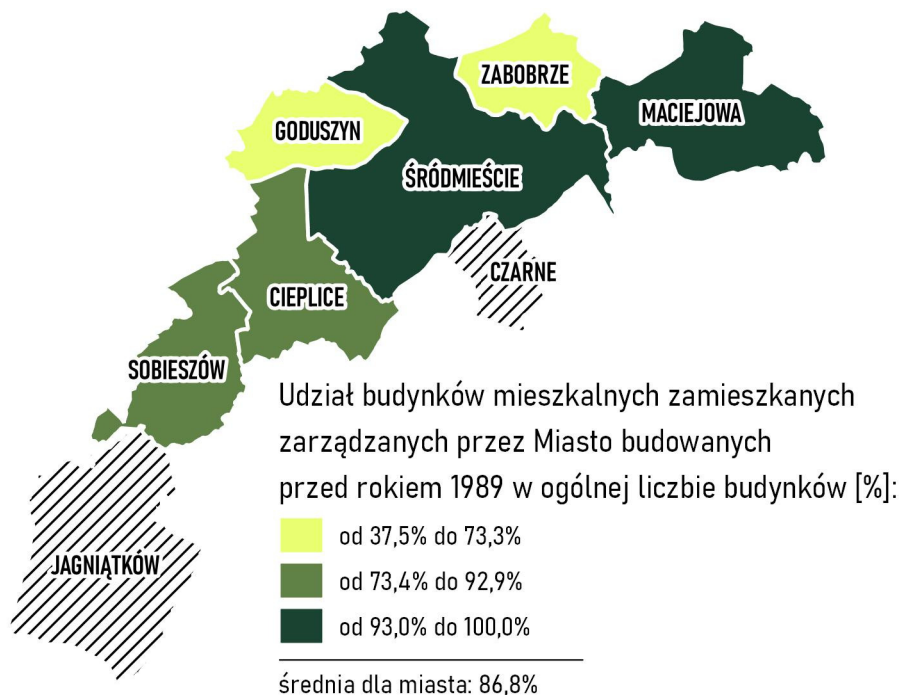 ZABOBRZE
MACIEJOWA
GODUSZYN
ŚRÓDMIEŚCIE
CZARNE
CIEPLICE
SOBIESZÓW
JAGNIĄTKÓW
Udział budynków mieszkalnych zamieszkanych
zarządzanych przez Miasto budowanych
przed rokiem 1989 w ogólnej liczbie budynków [%]:
od 37,5% do 73,3%
od 73,4% do 92,9%
od 93,0% do 100,0%
średnia dla miasta: 86,8%